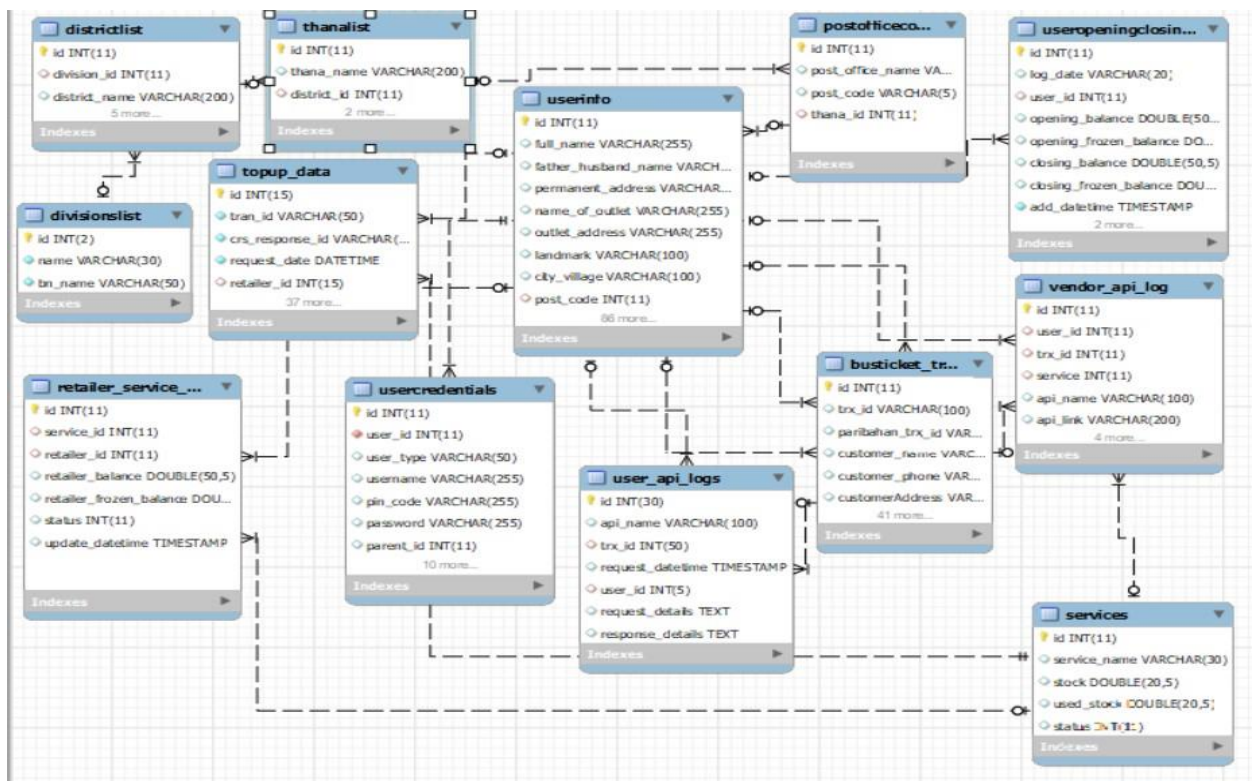 districtlist
id INT(11)
division_id INT(11)
district_name VARCHAR(200)
5 more...
Indexes
thanalist
id INT(11)
thana_name VARCHAR(200)
district_id INT(11)
2 more...
Indexes
postofficeco...
id INT(11)
post_office_name VA...
post_code VARCHAR(5)
thana_id INT(11)
Indexes
useropeningclosin...
id INT(11)
log_date VARCHAR(20)
user_id INT(11)
opening_balance DOUBLE(50...
opening_frozen_balance DO...
closing_balance DOUBLE(50,5)
closing_frozen_balance DOU...
add_datetime TIMESTAMP
2 more...
Indexes
userinfo
id INT(11)
full_name VARCHAR(255)
father_husband_name VARCH...
permanent_address VARCHAR...
name_of_outlet VARCHAR(255)
outlet_address VARCHAR(255)
landmark VARCHAR(100)
city_village VARCHAR(100)
post_code INT(11)
86 more...
Indexes
divisionslist
id INT(2)
name VARCHAR(30)
bn_name VARCHAR(50)
Indexes
topup_data
id INT(15)
tran_id VARCHAR(50)
crs_response_id VARCHAR(...
request_date DATETIME
retailer_id INT(15)
37 more...
Indexes
vendor_api_log
id INT(11)
user_id INT(11)
trx_id INT(11)
service INT(11)
api_name VARCHAR(100)
api_link VARCHAR(200)
4 more...
Indexes
retailer_service_...
id INT(11)
service_id INT(11)
retailer_id INT(11)
retailer_balance DOUBLE(50,5)
retailer_frozen_balance DOU...
status INT(11)
update_datetime TIMESTAMP
Indexes
usercredentials
id INT(11)
user_id INT(11)
user_type VARCHAR(50)
username VARCHAR(255)
pin_code VARCHAR(255)
password VARCHAR(255)
parent_id INT(11)
10 more...
Indexes
busticket_tr...
id INT(11)
trx_id VARCHAR(100)
paribahan_trx_id VAR...
customer_name VARC...
customer_phone VAR...
customerAddress VAR...
41 more...
Indexes
user_api_logs
id INT(30)
api_name VARCHAR(100)
trx_id INT(50)
request_datetime TIMESTAMP
user_id INT(5)
request_details TEXT
response_details TEXT
Indexes
services
id INT(11)
service_name VARCHAR(30)
stock DOUBLE(20,5)
used_stock DOUBLE(20,5)
status
Indexes